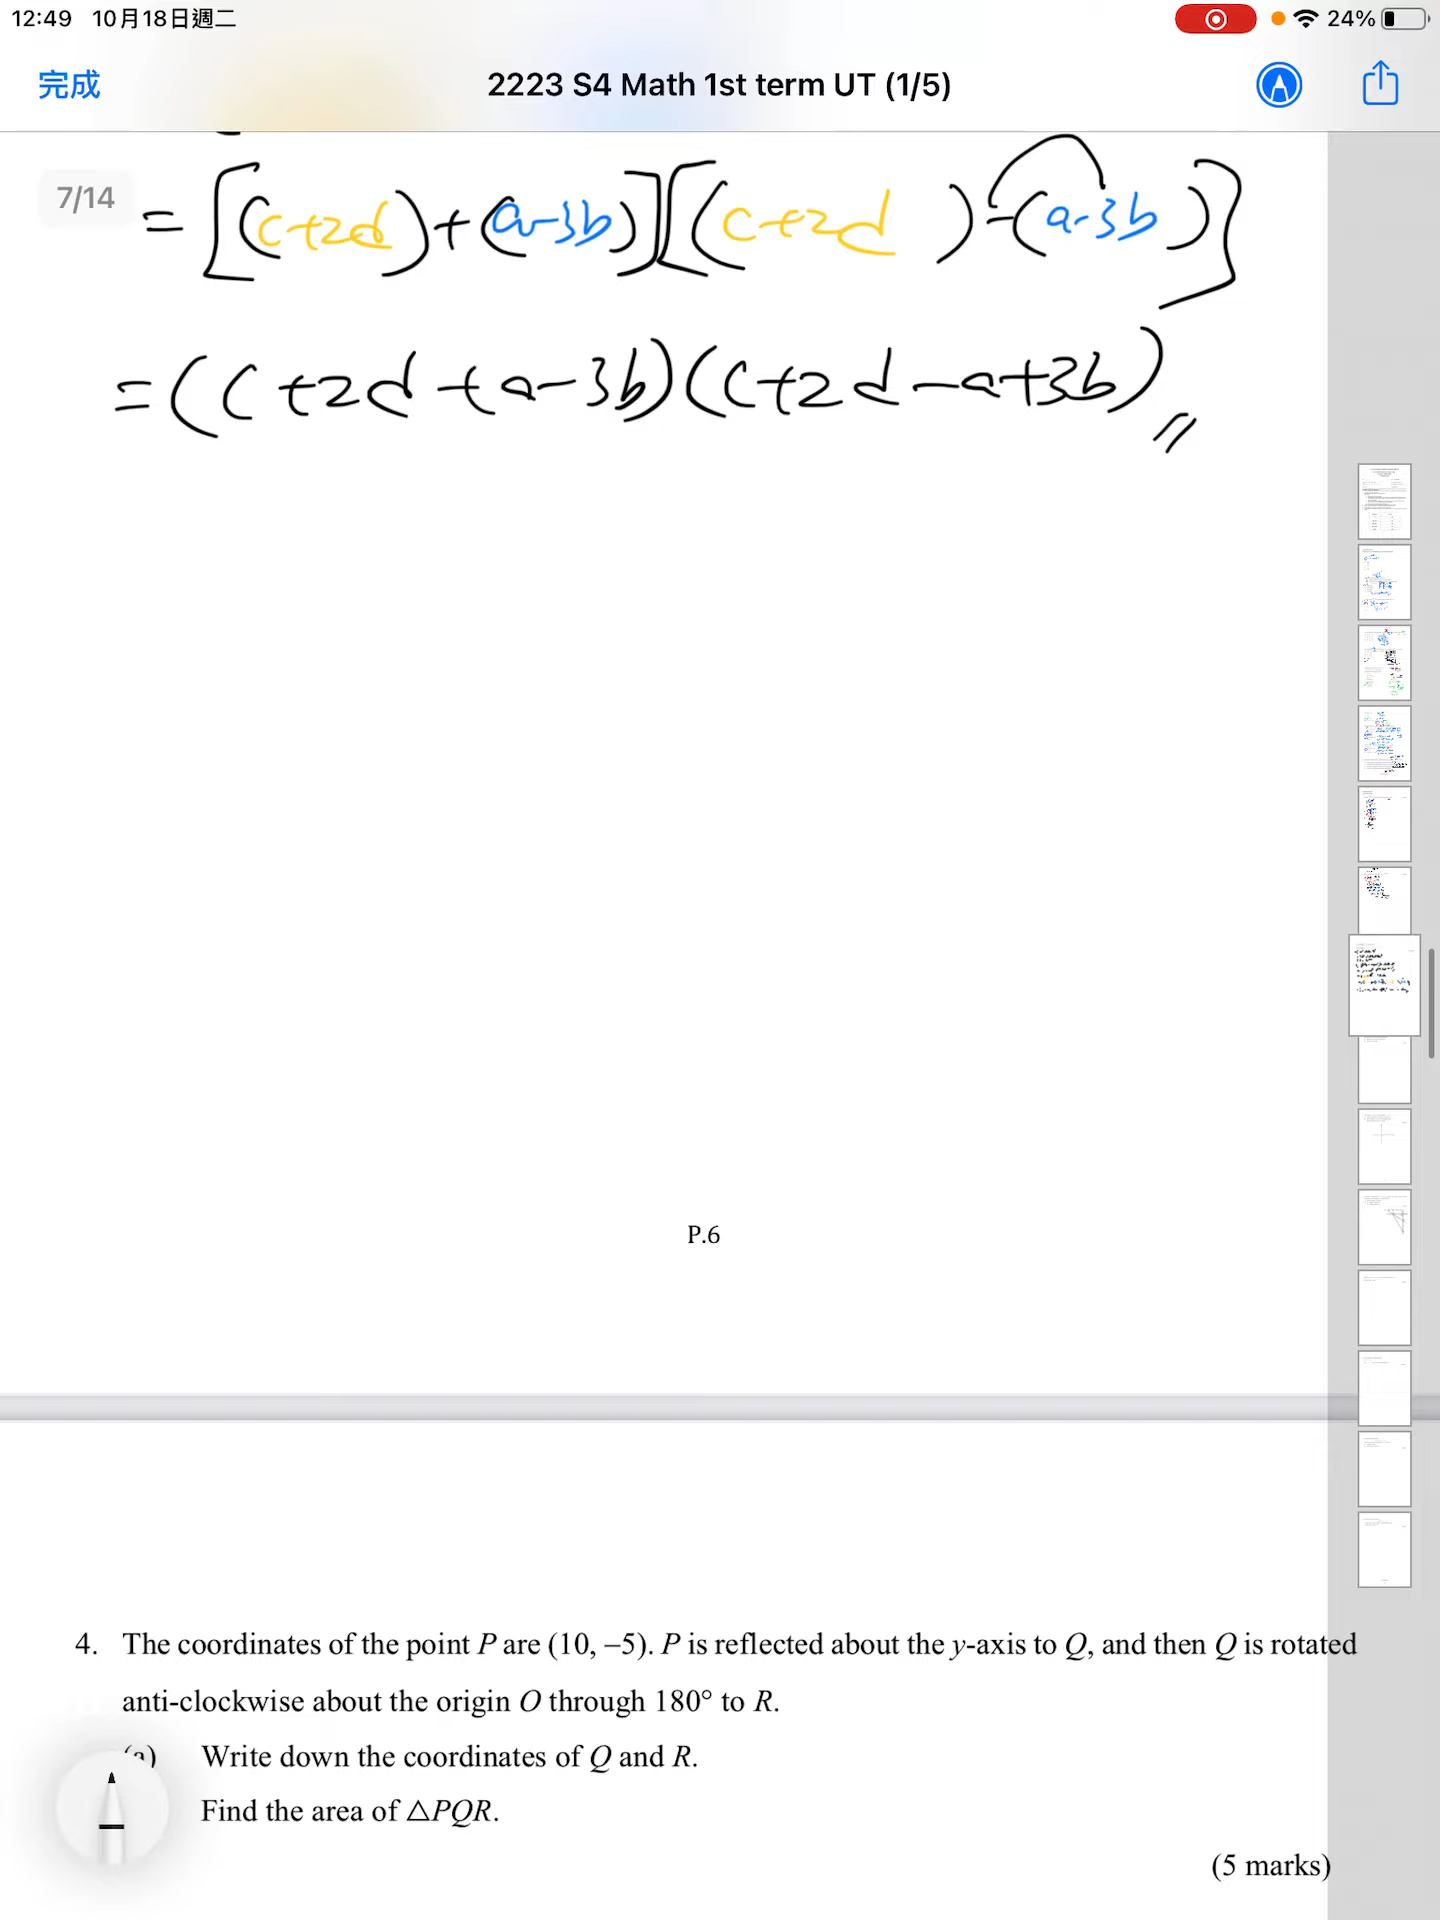 12:49 10月18日週二 24%
完成 2223 S4 Math 1st term UT (1/5)
7/14
= [(c+2d)+(a-3b)][(c+2d)-(a-3b)]
=(c+2d+a-3b)(c+2d-a+3b)//
P.6
4. The coordinates of the point P are (10, –5). P is reflected about the y-axis to Q, and then Q is rotated
anti-clockwise about the origin O through 180° to R.
(a) Write down the coordinates of Q and R.
Find the area of △PQR.
(5 marks)